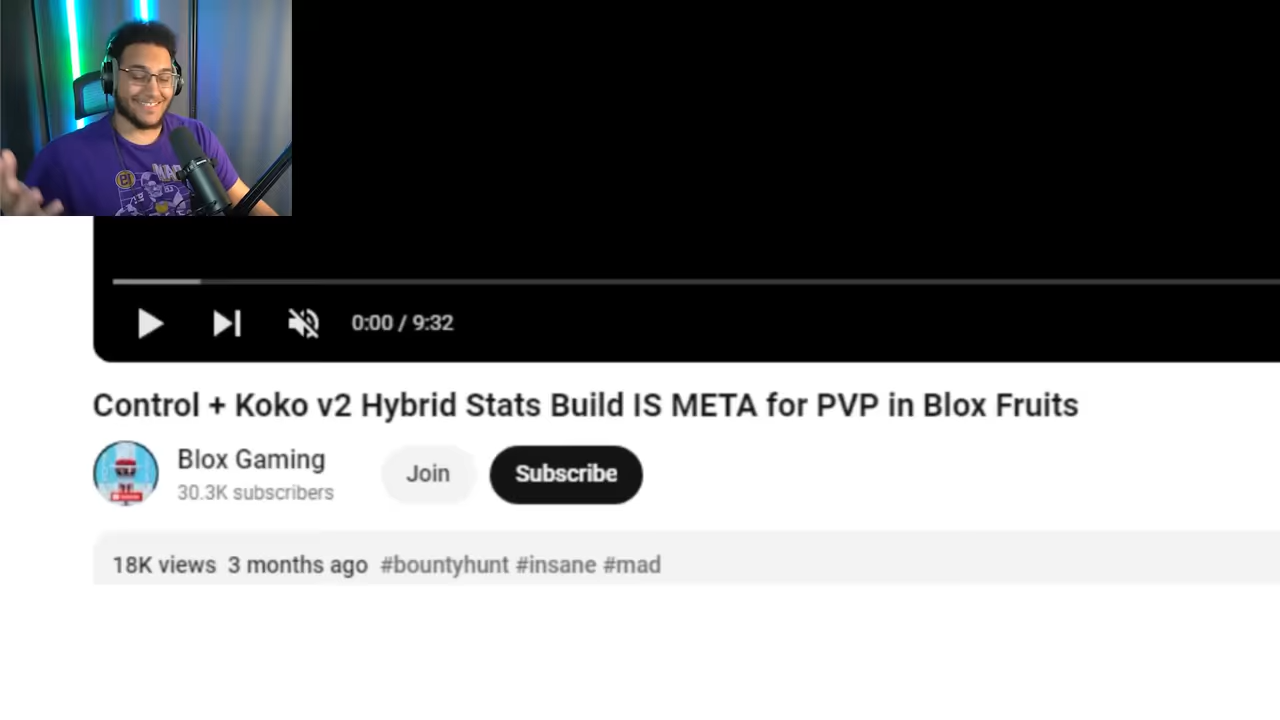 0:00 / 9:32
Control + Koko v2 Hybrid Stats Build IS META for PVP in Blox Fruits
Blox Gaming
30.3K subscribers
Join
Subscribe
18K views 3 months ago #bountyhunt #insane #mad